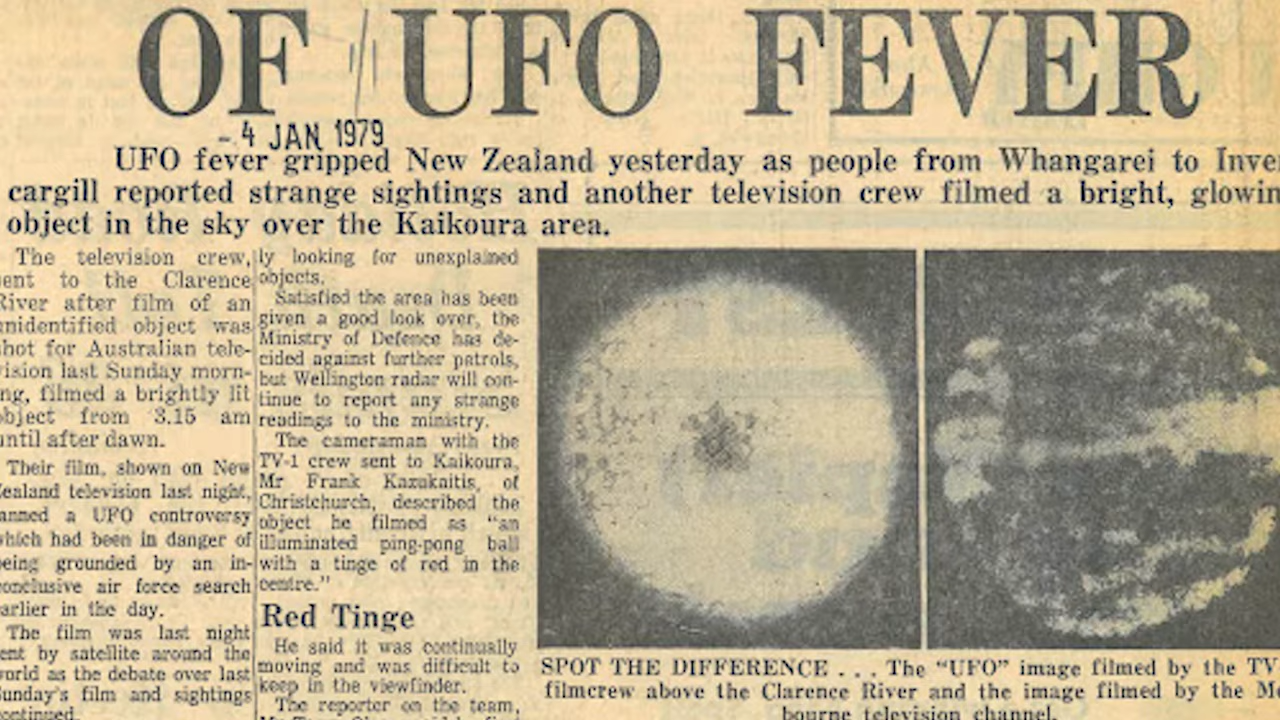 OF UFO FEVER
- 4 JAN 1979
UFO fever gripped New Zealand yesterday as people from Whangarei to Inver
cargill reported strange sightings and another television crew filmed a bright, glowin
object in the sky over the Kaikoura area.
The television crew,
ent to the Clarence
River after film of an
unidentified object was
shot for Australian tele-
vision last Sunday morn-
ng, filmed a brightly lit
object from 3.15 am
until after dawn.
Their film, shown on New
Zealand television last night,
anned a UFO controversy
which had been in danger of
being grounded by an in-
conclusive air force search
earlier in the day.
The film was last night
ent by satellite around the
world as the debate over last
Sunday's film and sightings
continued.
ly looking for unexplained
objects.
Satisfied the area has been
given a good look over, the
Ministry of Defence has de-
cided against further patrols,
but Wellington radar will con-
tinue to report any strange
readings to the ministry.
The cameraman with the
TV-1 crew sent to Kaikoura,
Mr Frank Kazukaitis, of
Christchurch, described the
object he filmed as "an
illuminated ping-pong ball
with a tinge of red in the
centre."
Red Tinge
He said it was continually
moving and was difficult to
keep in the viewfinder.
The reporter on the team,
SPOT THE DIFFERENCE . . . The "UFO" image filmed by the TV
filmcrew above the Clarence River and the image filmed by the Me
bourne television channel.